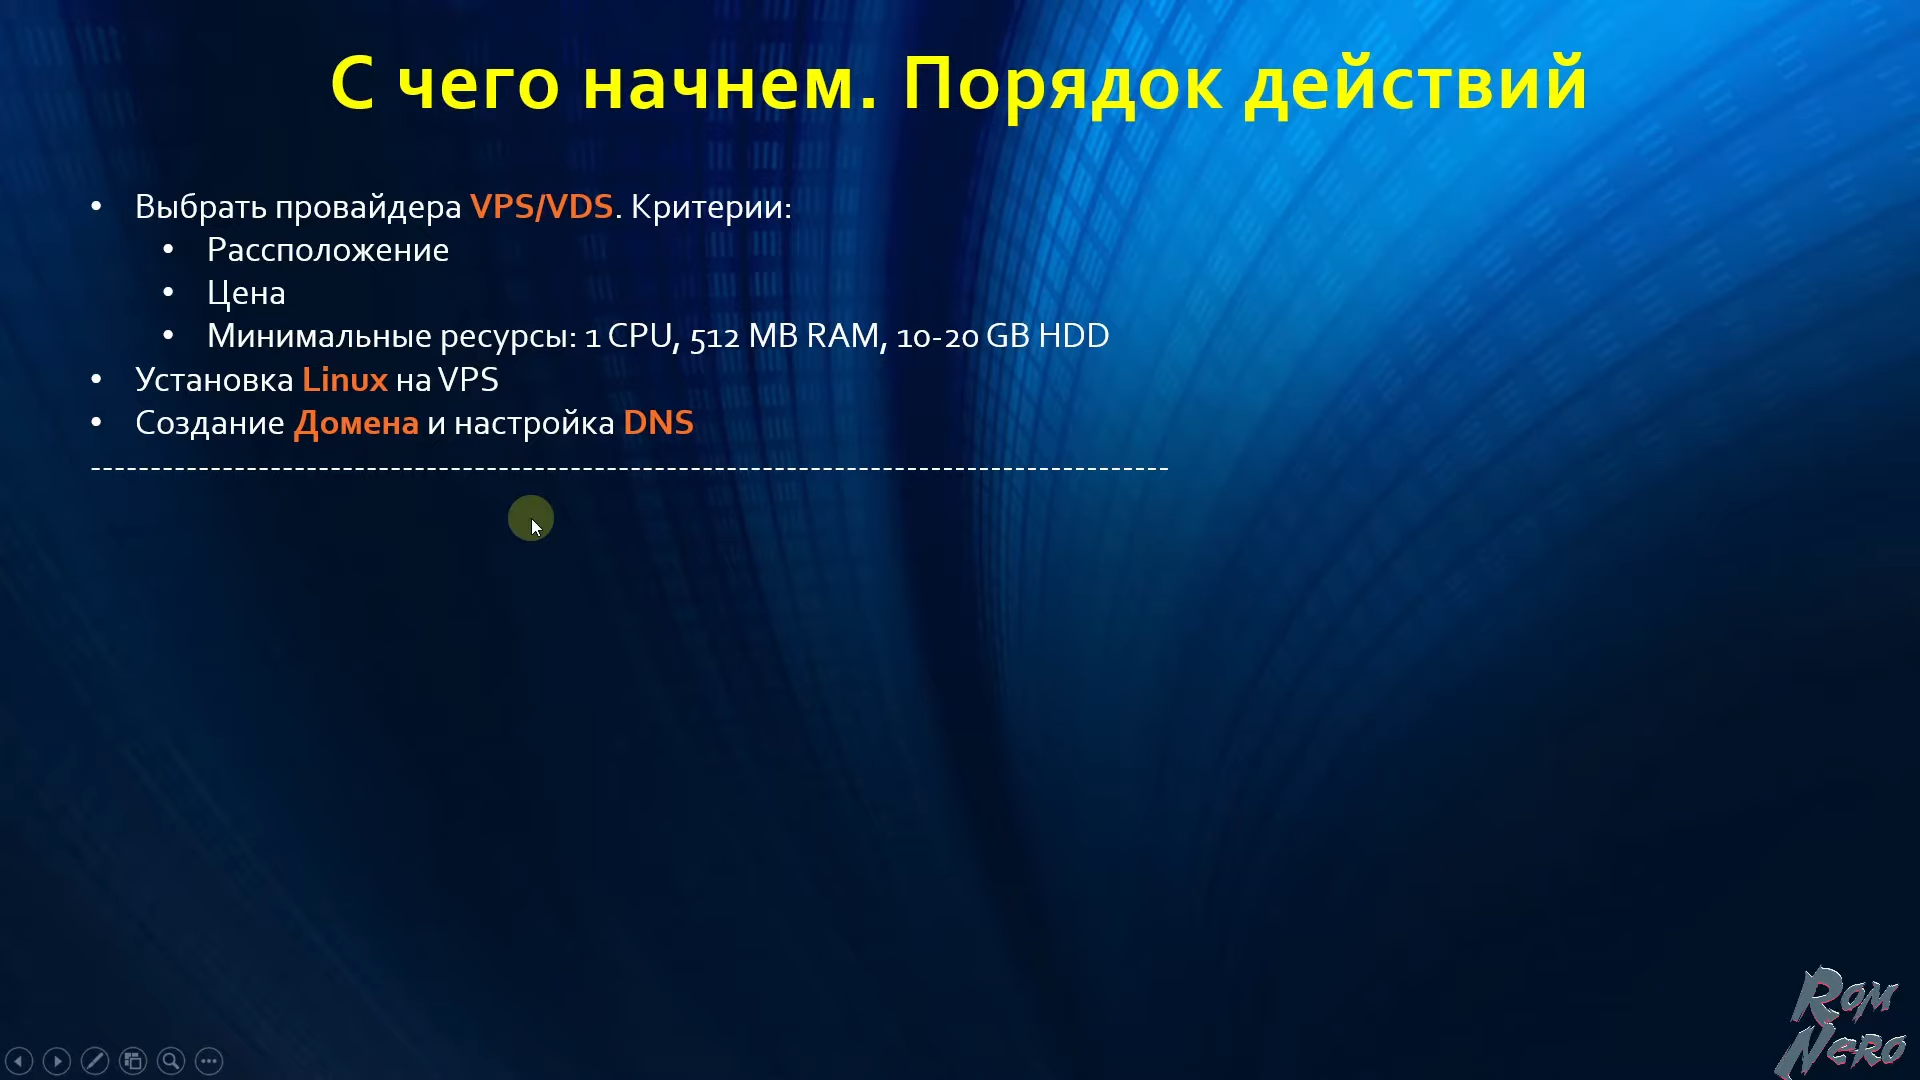 С чего начнем. Порядок действий
• Выбрать провайдера VPS/VDS. Критерии:
• Рассположение
• Цена
• Минимальные ресурсы: 1 CPU, 512 MB RAM, 10-20 GB HDD
• Установка Linux на VPS
• Создание Домена и настройка DNS
------------------------------------------------------------------------------------------
Rom
Nero